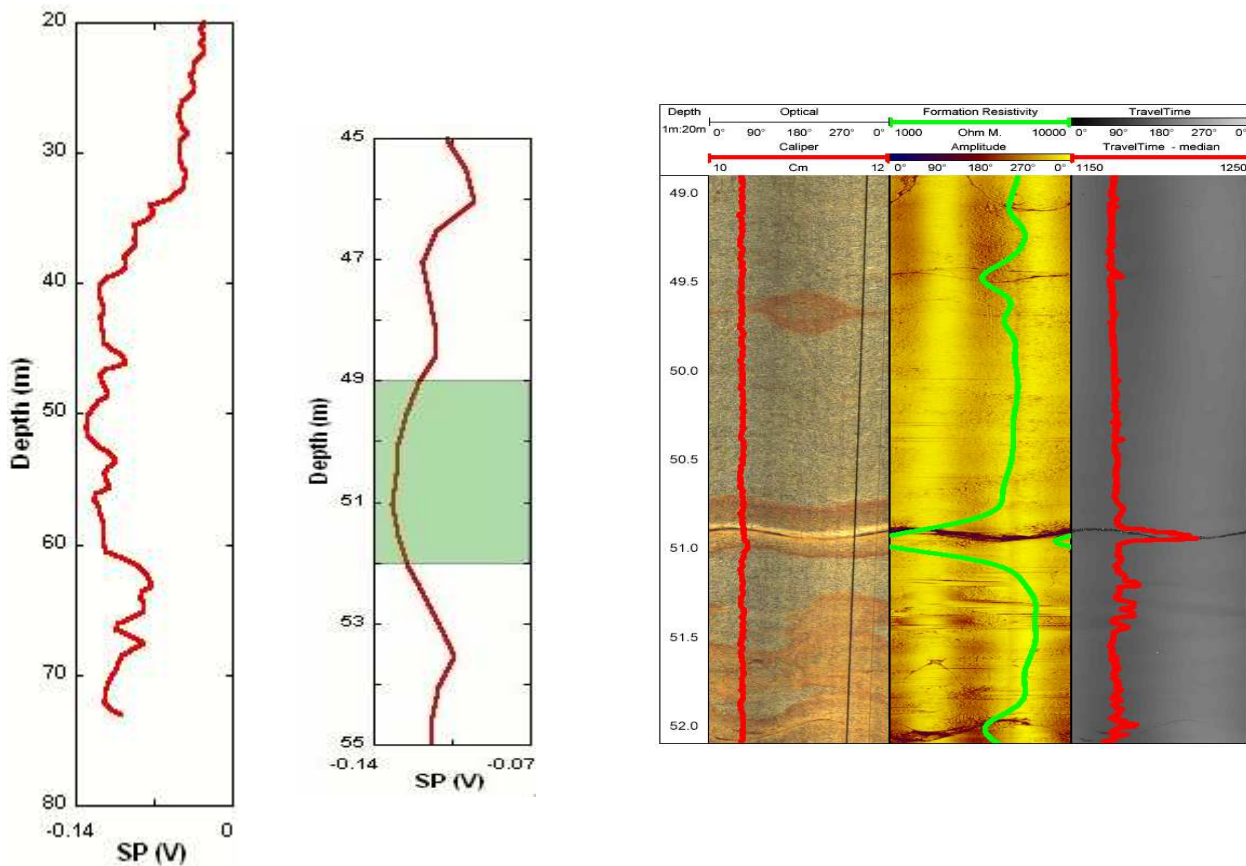 20
30
40
50
60
70
80
Depth (m)
-0.14 0
SP (V)
45
47
49
51
53
55
Depth (m)
-0.14 -0.07
SP (V)
Depth Optical Formation Resistivity TravelTime
1m:20m 0° 90° 180° 270° 0° 1000 Ohm M. 10000 0° 90° 180° 270° 0°
Caliper Amplitude TravelTime - median
10 Cm 12 0° 90° 180° 270° 0° 1150 1250
49.0
49.5
50.0
50.5
51.0
51.5
52.0